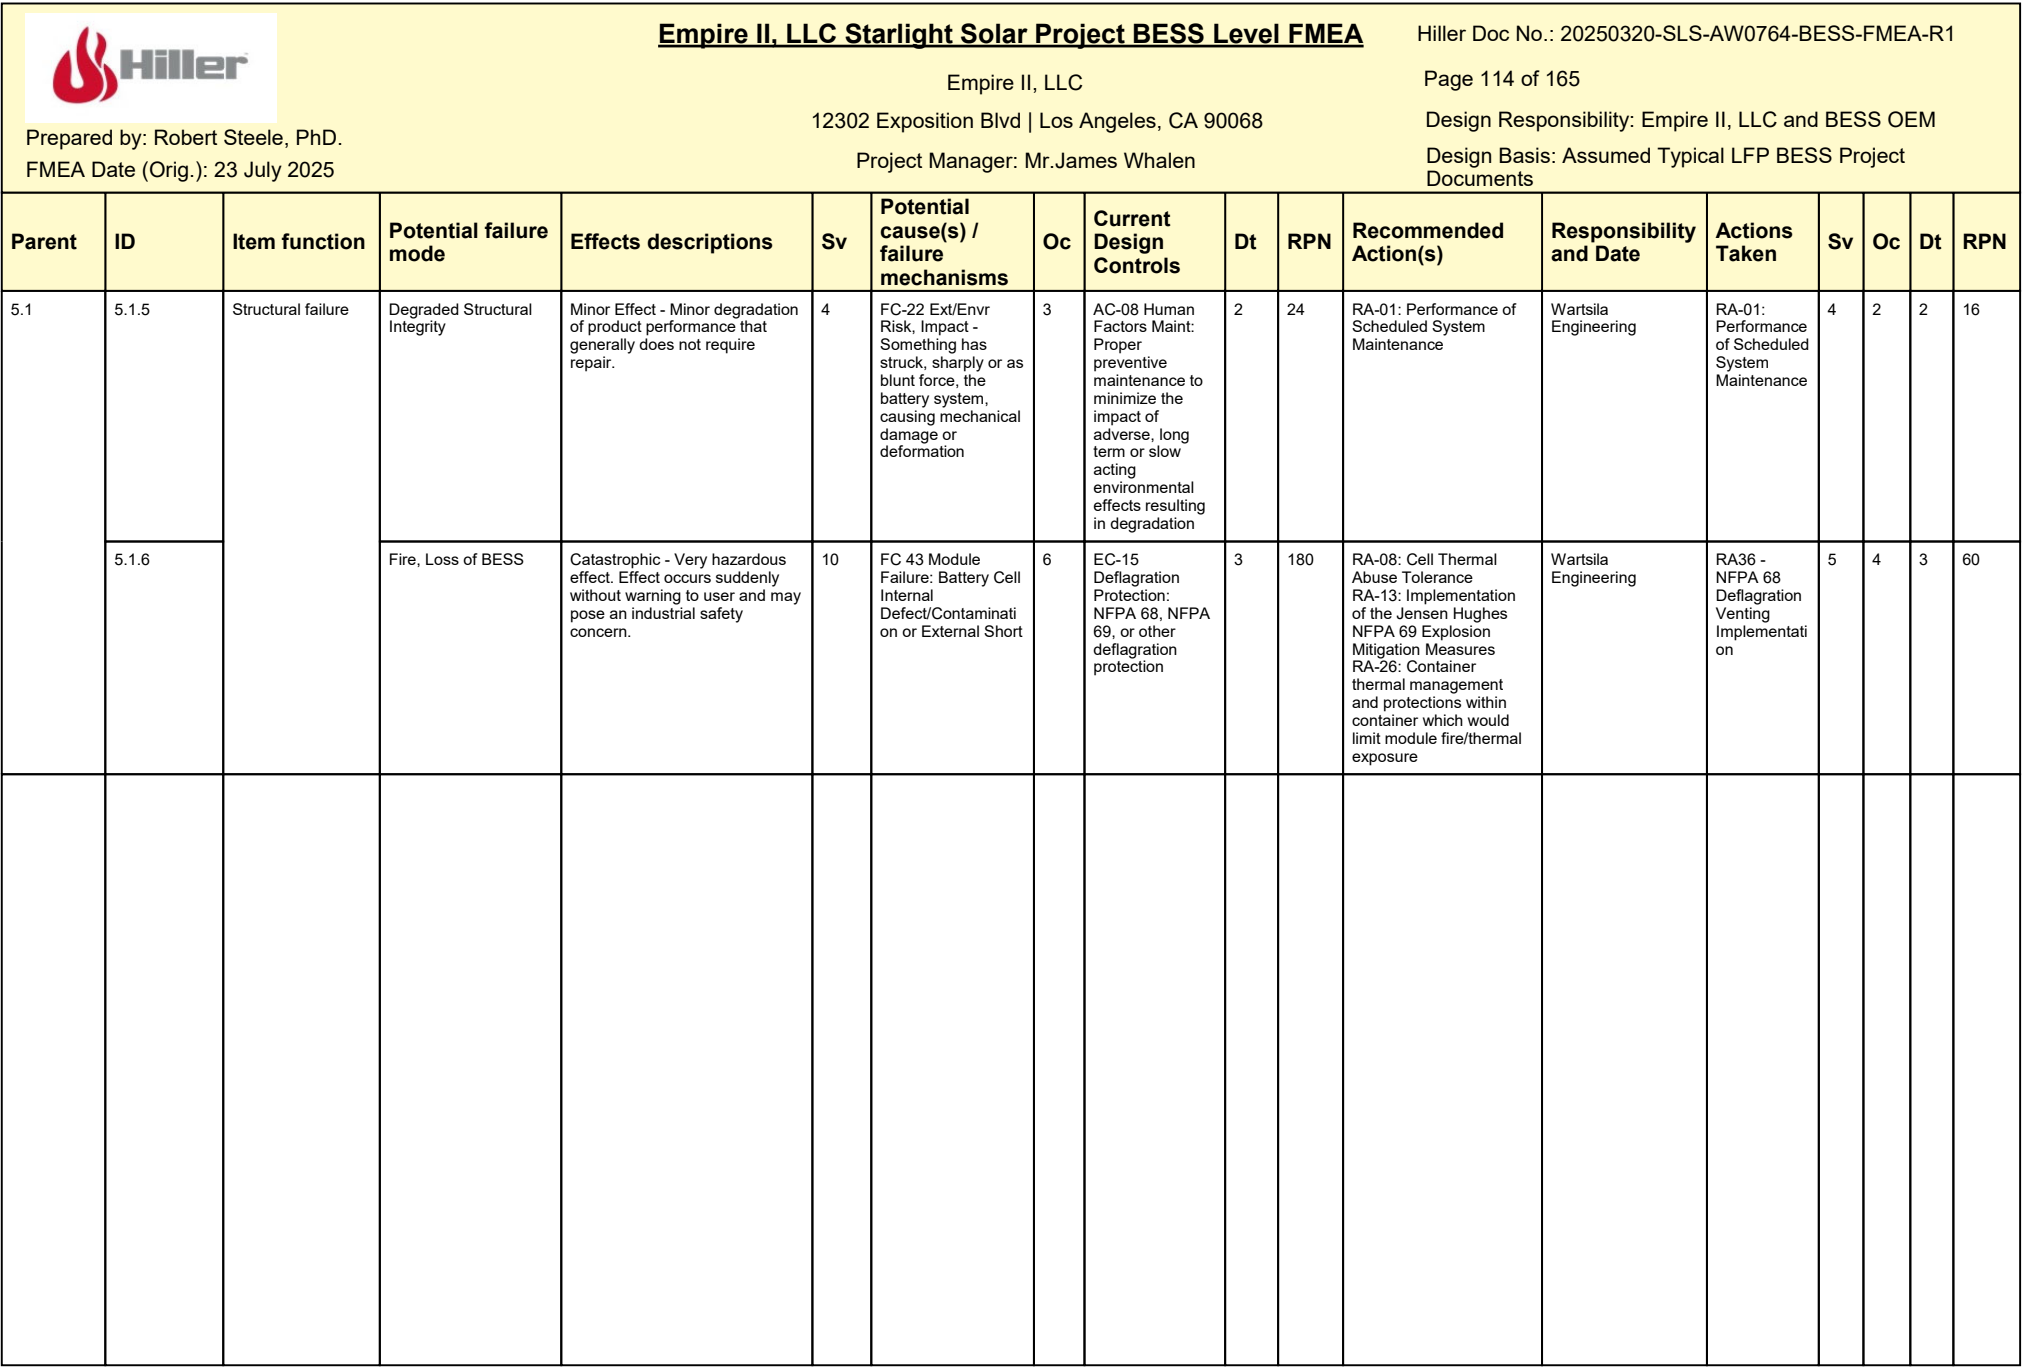 Hiller
Prepared by: Robert Steele, PhD.
FMEA Date (Orig.): 23 July 2025
Empire II, LLC Starlight Solar Project BESS Level FMEA
Empire II, LLC
12302 Exposition Blvd | Los Angeles, CA 90068
Project Manager: Mr.James Whalen
Hiller Doc No.: 20250320-SLS-AW0764-BESS-FMEA-R1
Page 114 of 165
Design Responsibility: Empire II, LLC and BESS OEM
Design Basis: Assumed Typical LFP BESS Project
Documents
Parent
ID
Item function
Potential failure
mode
Effects descriptions
Sv
Potential
cause(s) /
failure
mechanisms
Oc
Current
Design
Controls
Dt
RPN
Recommended
Action(s)
Responsibility
and Date
Actions
Taken
Sv
Oc
Dt
RPN
5.1
5.1.5
Structural failure
Degraded Structural
Integrity
Minor Effect - Minor degradation
of product performance that
generally does not require
repair.
4
FC-22 Ext/Envr
Risk, Impact -
Something has
struck, sharply or as
blunt force, the
battery system,
causing mechanical
damage or
deformation
3
AC-08 Human
Factors Maint:
Proper
preventive
maintenance to
minimize the
impact of
adverse, long
term or slow
acting
environmental
effects resulting
in degradation
2
24
RA-01: Performance of
Scheduled System
Maintenance
Wartsila
Engineering
RA-01:
Performance
of Scheduled
System
Maintenance
4
2
2
16
5.1.6
Fire, Loss of BESS
Catastrophic - Very hazardous
effect. Effect occurs suddenly
without warning to user and may
pose an industrial safety
concern.
10
FC 43 Module
Failure: Battery Cell
Internal
Defect/Contaminati
on or External Short
6
EC-15
Deflagration
Protection:
NFPA 68, NFPA
69, or other
deflagration
protection
3
180
RA-08: Cell Thermal
Abuse Tolerance
RA-13: Implementation
of the Jensen Hughes
NFPA 69 Explosion
Mitigation Measures
RA-26: Container
thermal management
and protections within
container which would
limit module fire/thermal
exposure
Wartsila
Engineering
RA36 -
NFPA 68
Deflagration
Venting
Implementati
on
5
4
3
60